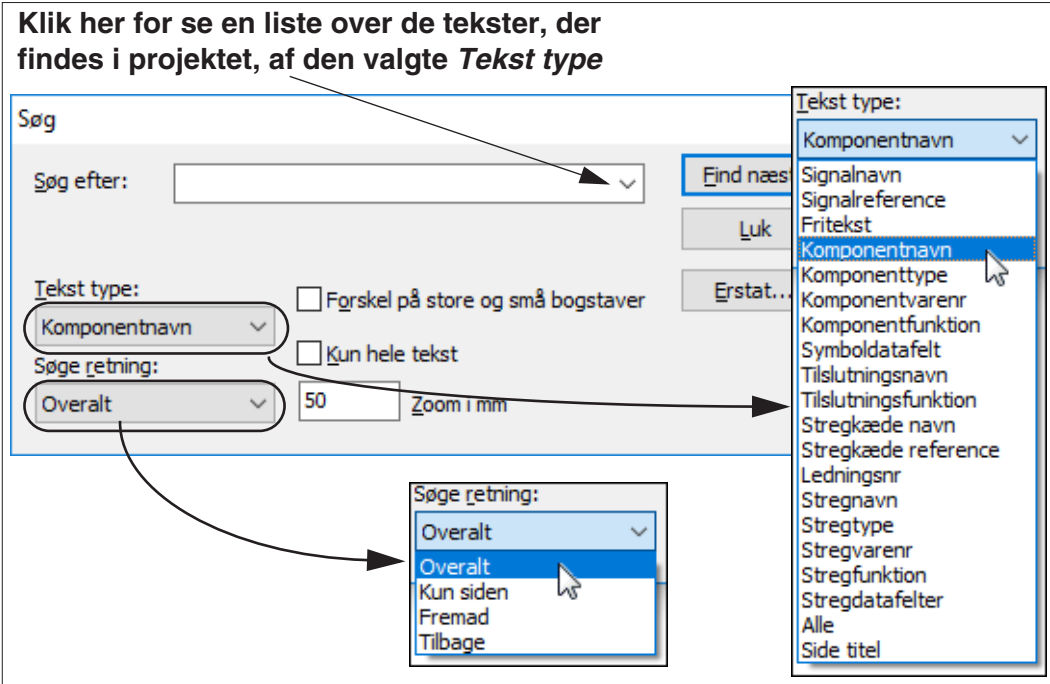 Klik her for se en liste over de tekster, der
findes i projektet, af den valgte Tekst type
Søg
Søg efter:
Find næst
Luk
Erstat...
Tekst type:
Komponentnavn
Forskel på store og små bogstaver
Kun hele tekst
Søge retning:
Overalt
50
Zoom i mm
Tekst type:
Komponentnavn
Signalnavn
Signalreference
Fritekst
Komponentnavn
Komponenttype
Komponentvarenr
Komponentfunktion
Symboldatafelt
Tilslutningsnavn
Tilslutningsfunktion
Stregkæde navn
Stregkæde reference
Ledningsnr
Stregnavn
Stregtype
Stregvarenr
Stregfunktion
Stregdatafelter
Alle
Side titel
Søge retning:
Overalt
Overalt
Kun siden
Fremad
Tilbage